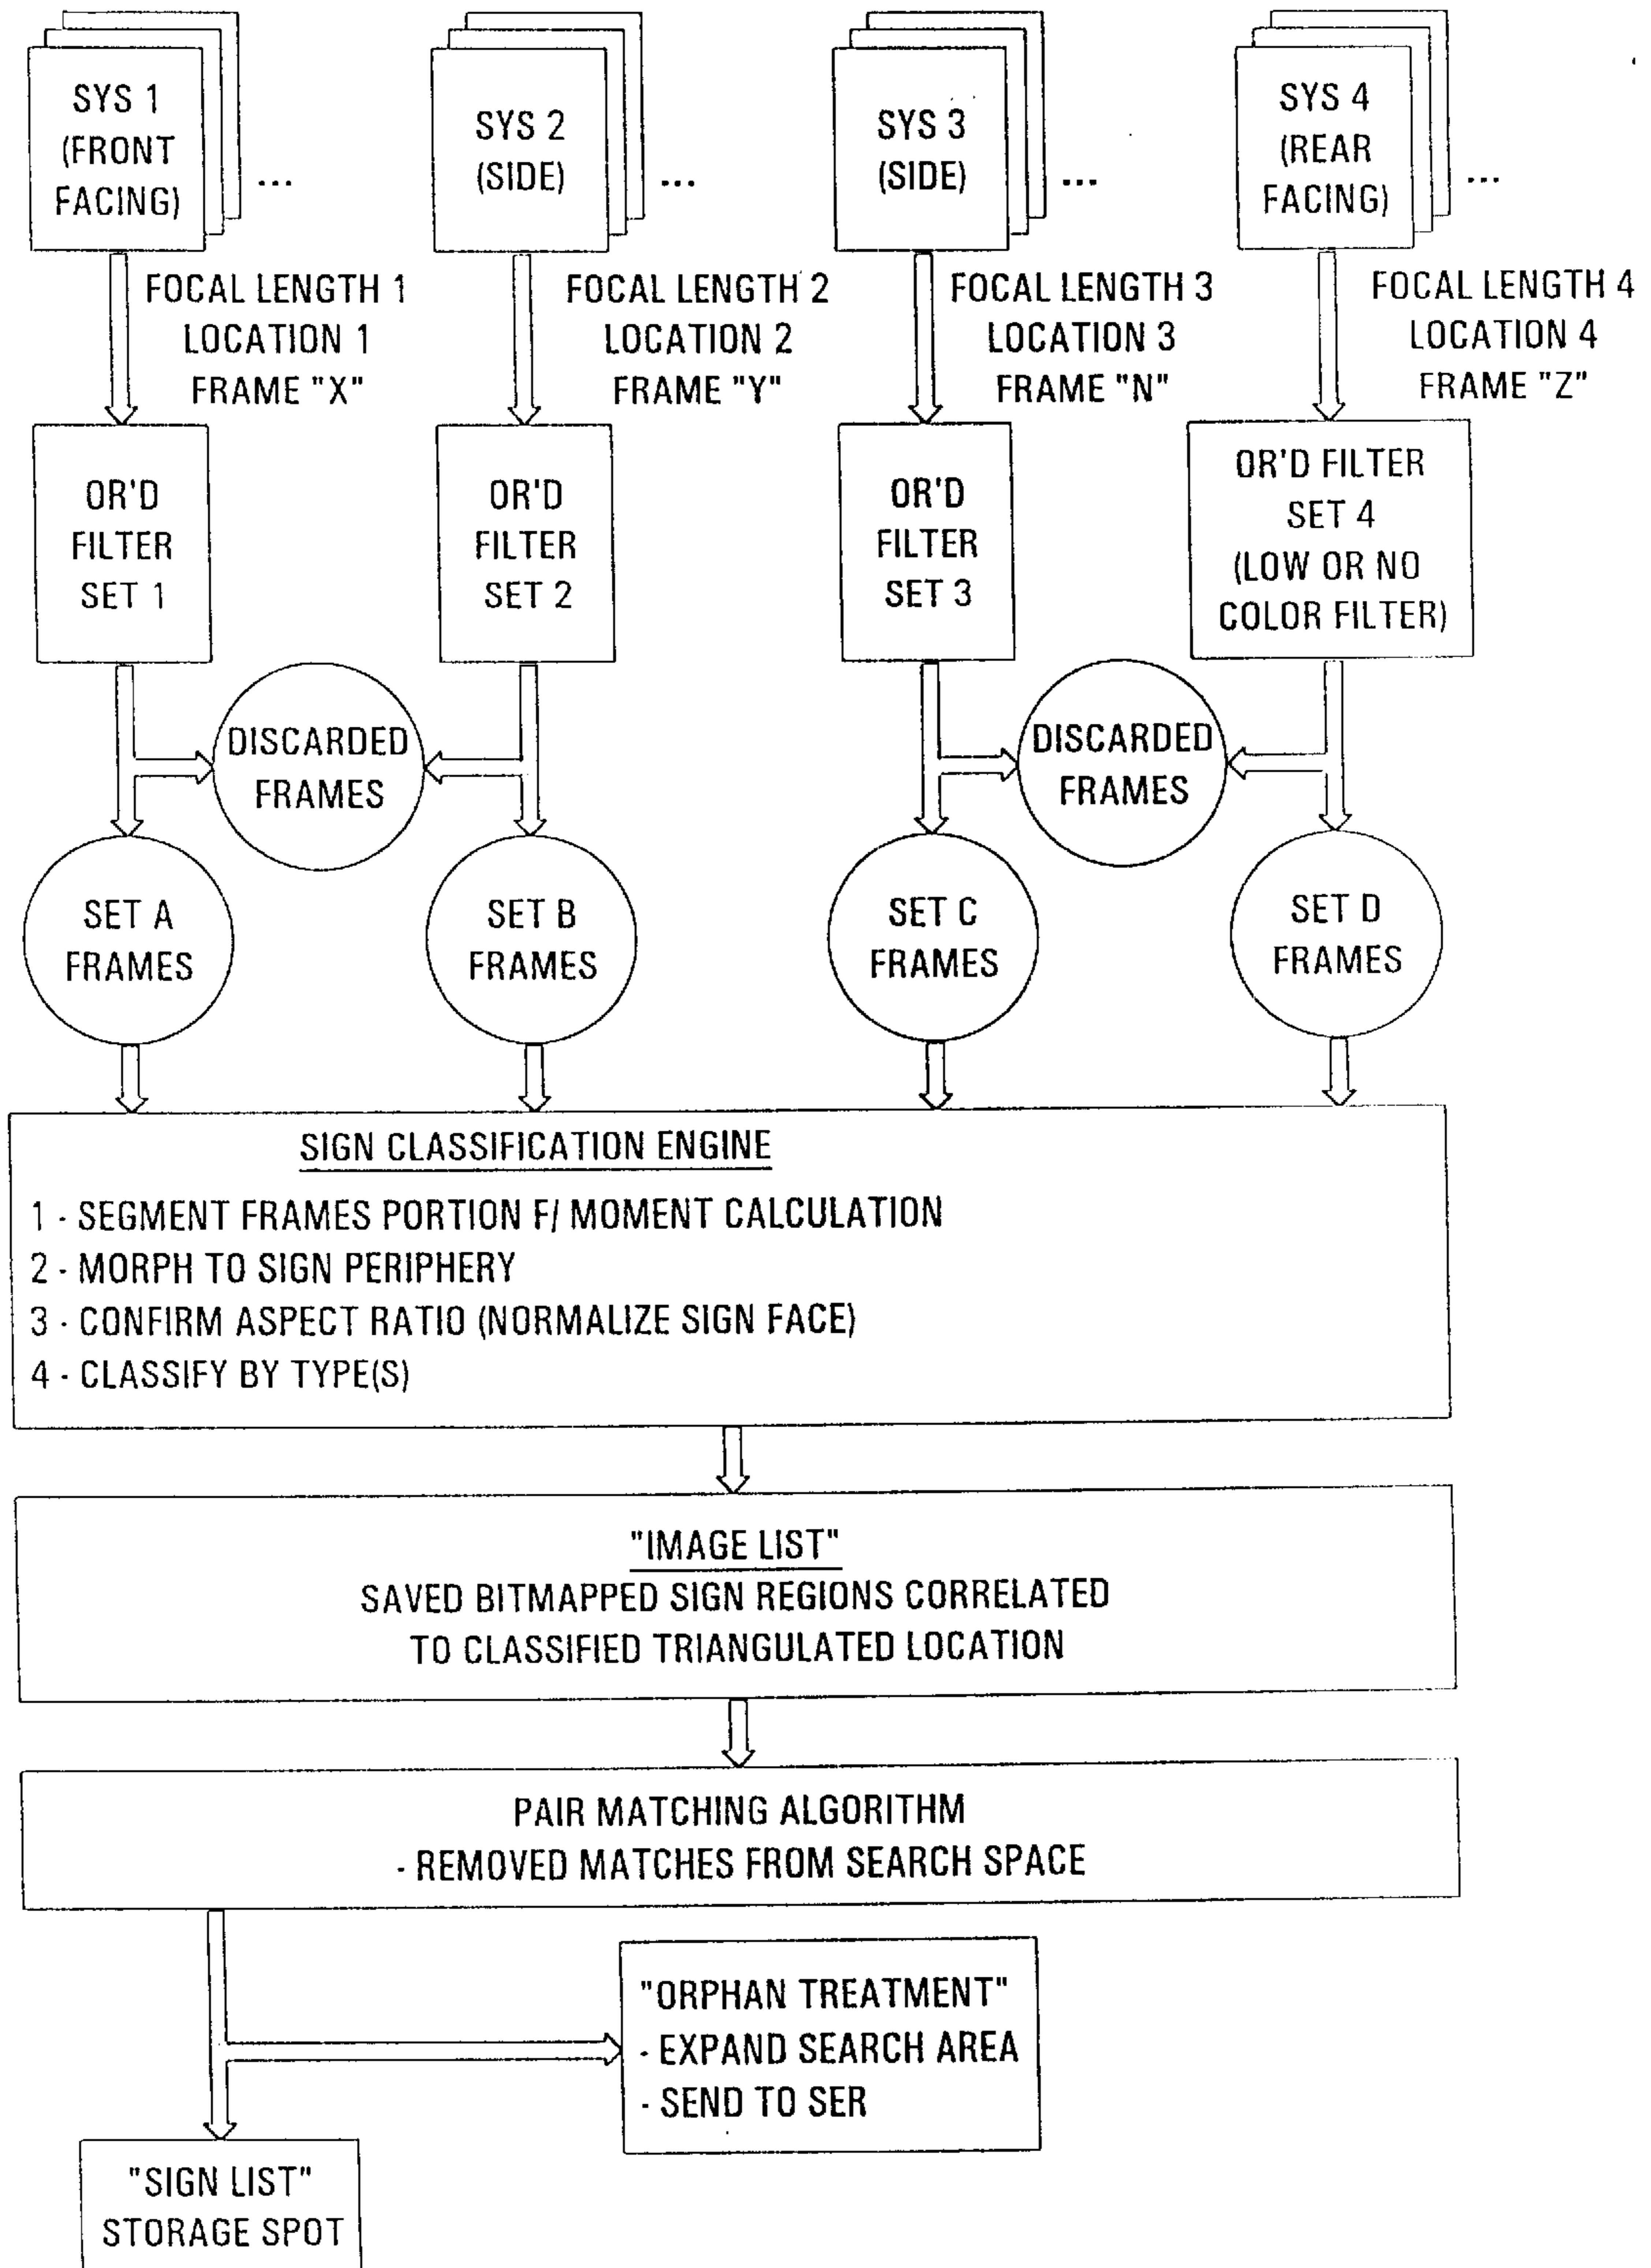 SYS 1
(FRONT
FACING)
...
SYS 2
(SIDE)
...
SYS 3
(SIDE)
...
SYS 4
(REAR
FACING)
...
FOCAL LENGTH 1
LOCATION 1
FRAME "X"
FOCAL LENGTH 2
LOCATION 2
FRAME "Y"
FOCAL LENGTH 3
LOCATION 3
FRAME "N"
FOCAL LENGTH 4
LOCATION 4
FRAME "Z"
OR'D
FILTER
SET 1
OR'D
FILTER
SET 2
OR'D
FILTER
SET 3
OR'D FILTER
SET 4
(LOW OR NO
COLOR FILTER)
DISCARDED
FRAMES
DISCARDED
FRAMES
SET A
FRAMES
SET B
FRAMES
SET C
FRAMES
SET D
FRAMES
SIGN CLASSIFICATION ENGINE
1 - SEGMENT FRAMES PORTION F/ MOMENT CALCULATION
2 - MORPH TO SIGN PERIPHERY
3 - CONFIRM ASPECT RATIO (NORMALIZE SIGN FACE)
4 - CLASSIFY BY TYPE(S)
"IMAGE LIST"
SAVED BITMAPPED SIGN REGIONS CORRELATED
TO CLASSIFIED TRIANGULATED LOCATION
PAIR MATCHING ALGORITHM
- REMOVED MATCHES FROM SEARCH SPACE
"ORPHAN TREATMENT"
- EXPAND SEARCH AREA
- SEND TO SER
"SIGN LIST"
STORAGE SPOT